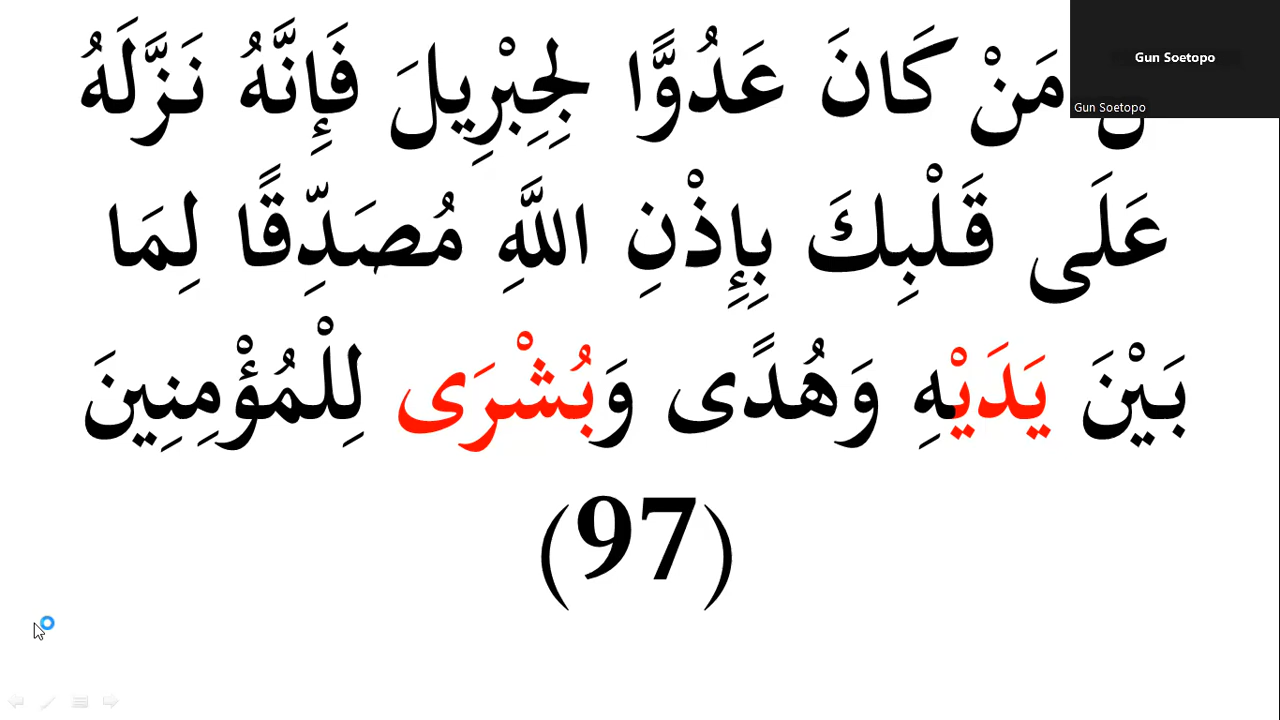 مَنْ كَانَ عَدُوًّا لِجِبْرِيلَ فَإِنَّهُ نَزَّلَهُ
عَلَى قَلْبِكَ بِإِذْنِ اللَّهِ مُصَدِّقًا لِمَا
بَيْنَ يَدَيْهِ وَهُدًى وَبُشْرَى لِلْمُؤْمِنِينَ
(97)
Gun Soetopo
Gun Soetopo